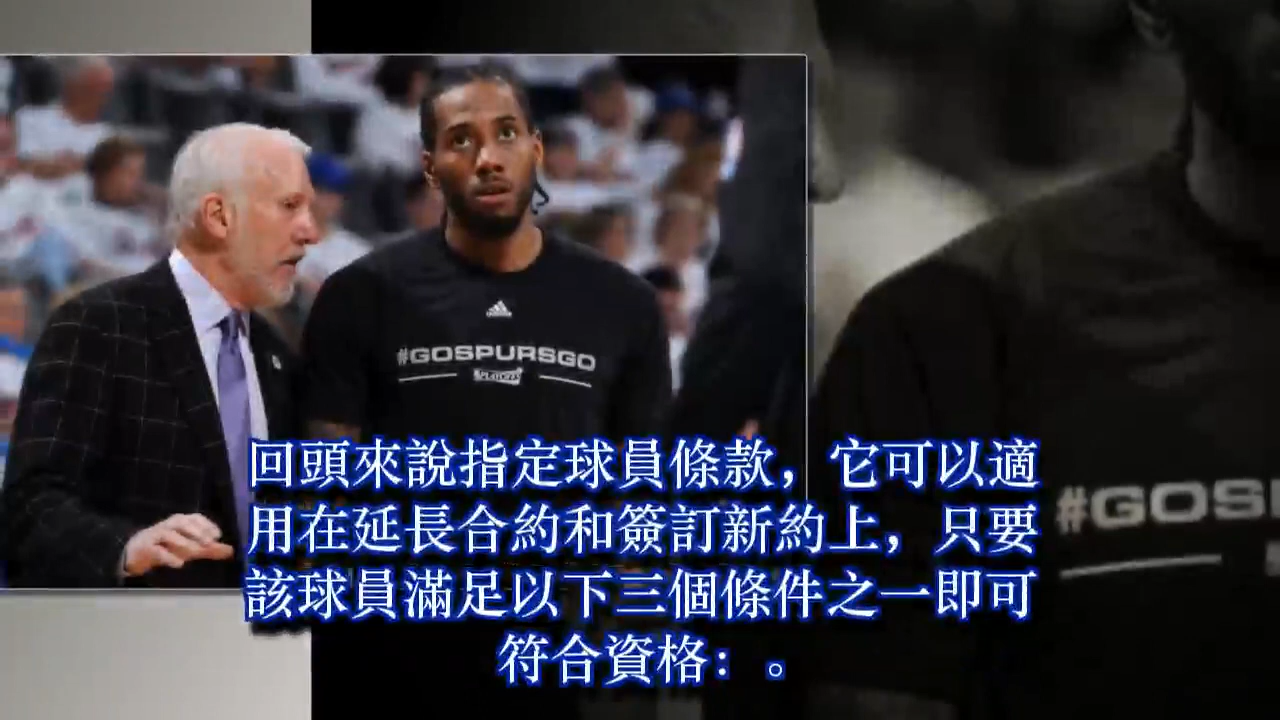 #GOSPURSGO
PLAYOFFS
#GOS
回頭來說指定球員條款，它可以適
用在延長合約和簽訂新約上，只要
該球員滿足以下三個條件之一即可
符合資格：。